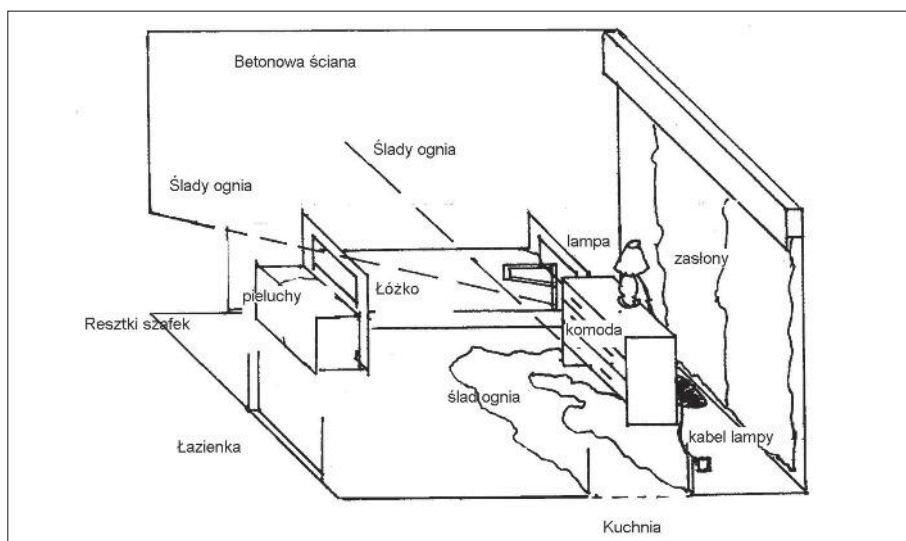 Betonowa ściana
Ślady ognia
Ślady ognia
lampa
zasłony
pieluchy
Łóżko
Resztki szafek
komoda
ślad ognia
Łazienka
kabel lampy
Kuchnia